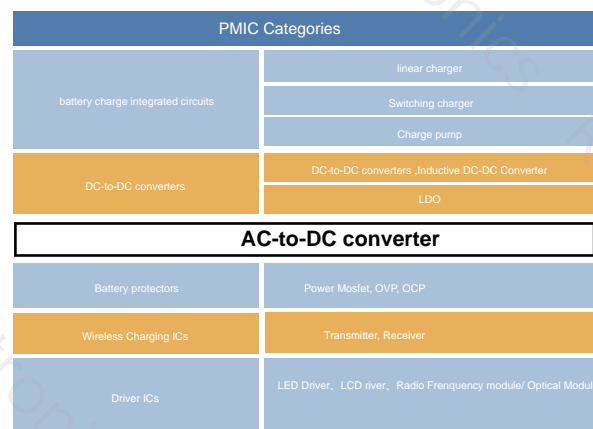 PMIC Categories
battery charge integrated circuits
linear charger
Switching charger
Charge pump
DC-to-DC converters
DC-to-DC converters ,Inductive DC-DC Converter
LDO
AC-to-DC converter
Battery protectors
Power Mosfet, OVP, OCP
Wireless Charging ICs
Transmitter, Receiver
Driver ICs
LED Driver、LCD river、Radio Frenquency module/ Optical Modul